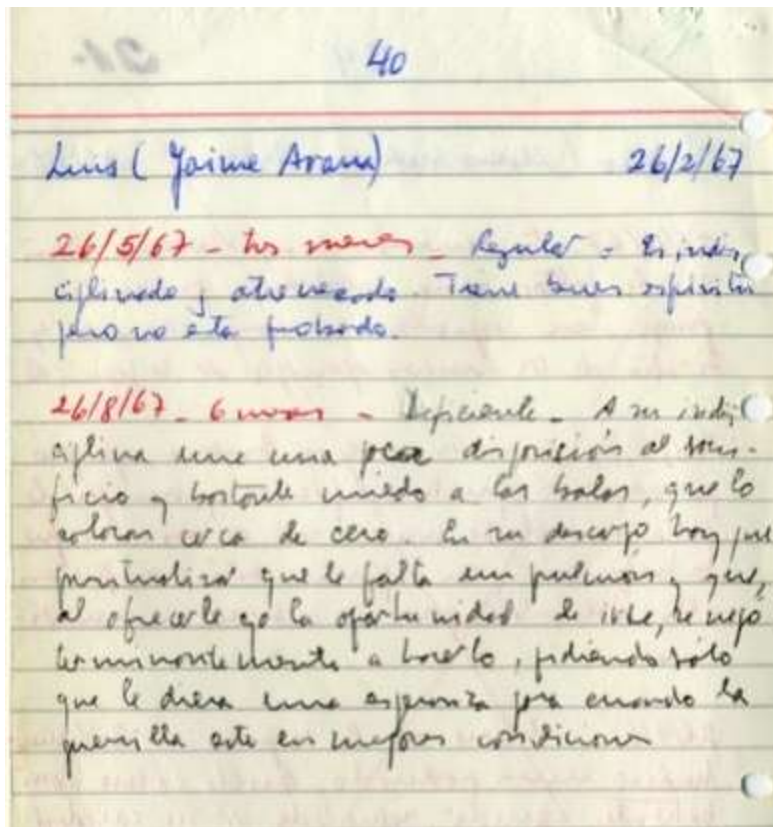 40
Luis (Jaime Arana) 26/2/67
26/5/67 - tres meses - Regular - Es indis
ciplinado y Tiene buen espíritu
pero no está probado.
26/8/67 - 6 meses - Deficiente - A su indis
ciplina une una poca disposición al sacri-
ficio y bastante miedo a las balas, que lo
colocan cerca de cero. En su descargo hay que
puntualizar que le falta un pulmón y que,
al ofrecerle yo la oportunidad de irse, se negó
terminantemente a hacerlo, pidiendo sólo
que le diera una esperanza para cuando la
guerrilla esté en mejores condiciones